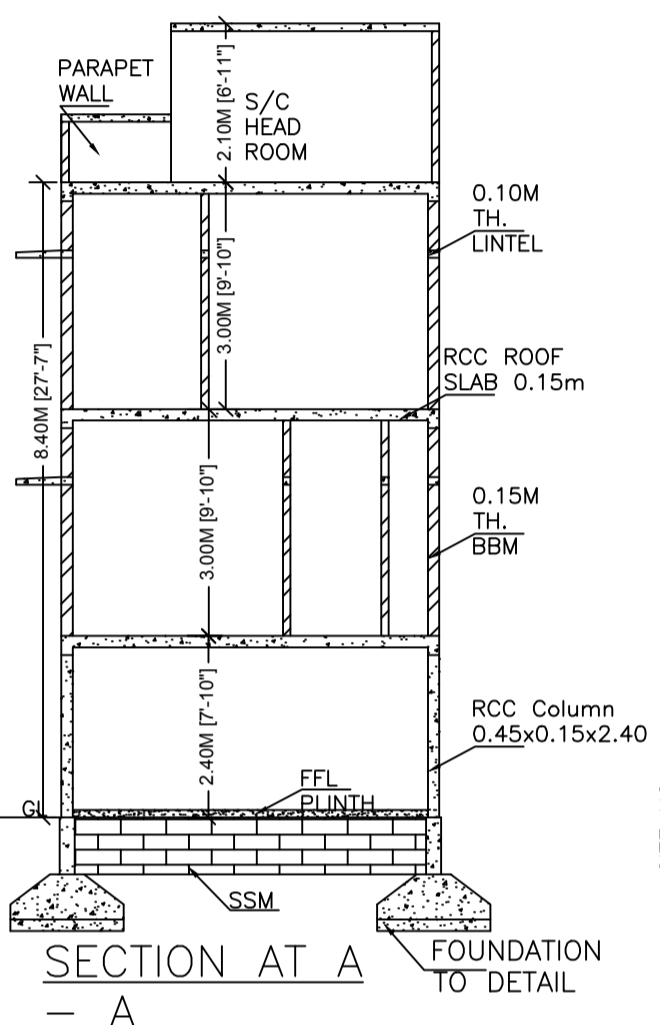 PARAPET
WALL
2.10M [6'-11"]
S/C
HEAD
ROOM
0.10M
TH.
LINTEL
3.00M [9'-10"]
RCC ROOF
SLAB 0.15m
8.40M [27'-7"]
3.00M [9'-10"]
0.15M
TH.
BBM
RCC Column
0.45x0.15x2.40
2.40M [7'-10"]
FFL
PLINTH
GL
SSM
FOUNDATION
TO DETAIL
SECTION AT A
- A